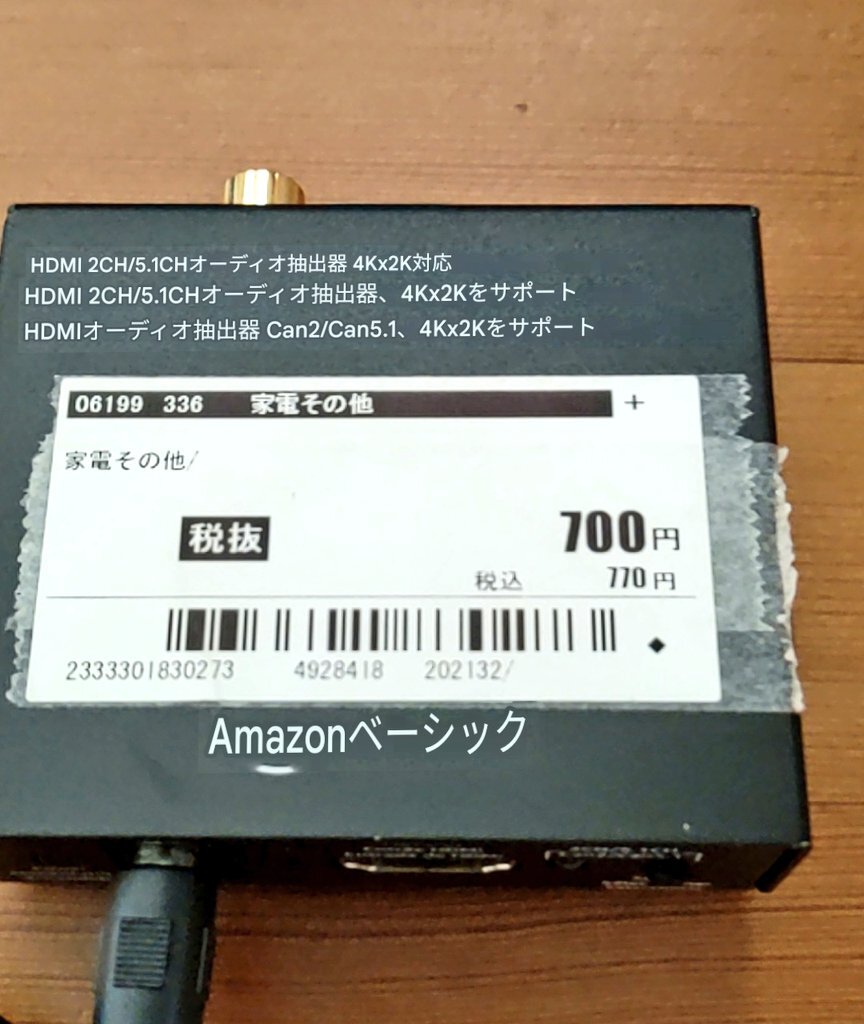 HDMI 2CH/5.1CHオーディオ抽出器 4Kx2K対応
HDMI 2CH/5.1CHオーディオ抽出器、4Kx2Kをサポート
HDMIオーディオ抽出器 Can2/Can5.1、4Kx2Kをサポート
06199 336 家電その他 +
家電その他/
税抜 700円
税込 770円
2333301830273 4928418 202132/
Amazonベーシック